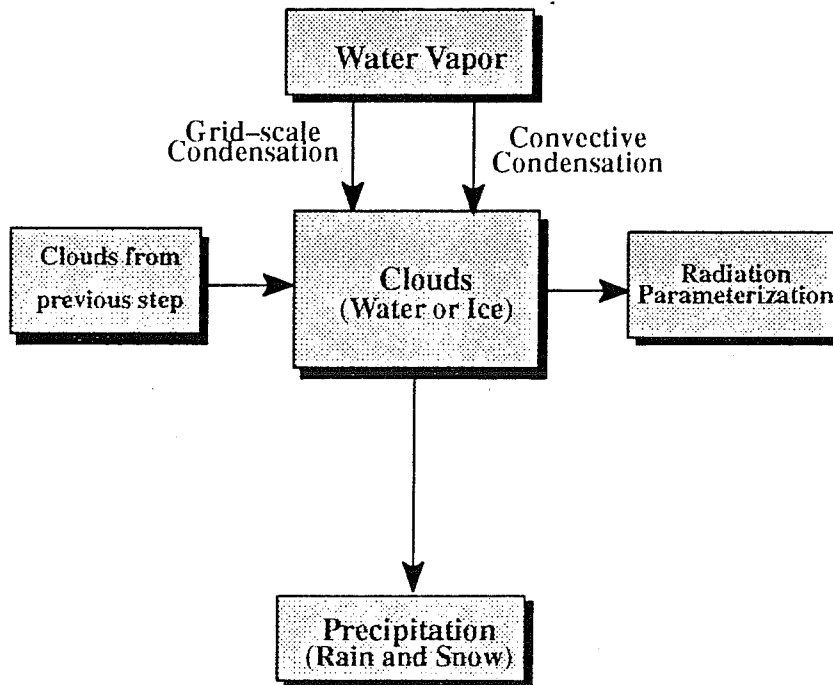 Water Vapor
Grid-scale
Condensation
Convective
Condensation
Clouds from
previous step
Clouds
(Water or Ice)
Radiation
Parameterization
Precipitation
(Rain and Snow)